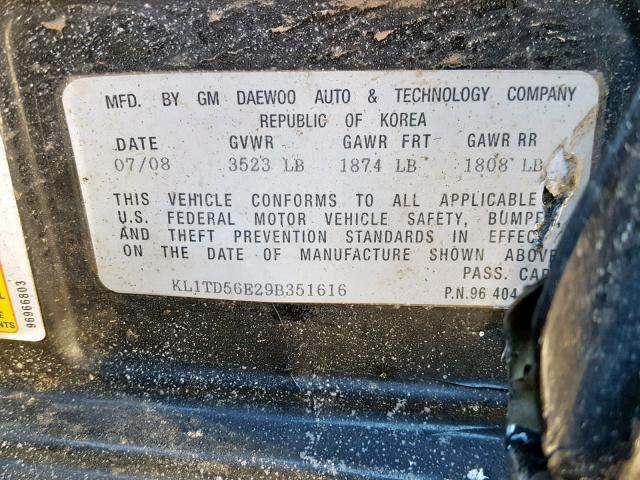 MFD. BY GM DAEWOO AUTO & TECHNOLOGY COMPANY
REPUBLIC OF KOREA
DATE GVWR GAWR FRT GAWR RR
07/08 3523 LB 1874 LB 1808 LB
THIS VEHICLE CONFORMS TO ALL APPLICABLE
U.S. FEDERAL MOTOR VEHICLE SAFETY, BUMPE
AND THEFT PREVENTION STANDARDS IN EFFEC
ON THE DATE OF MANUFACTURE SHOWN ABOVE
PASS. CAR
KL1TD56E29B351616 P.N.96 404
96966803